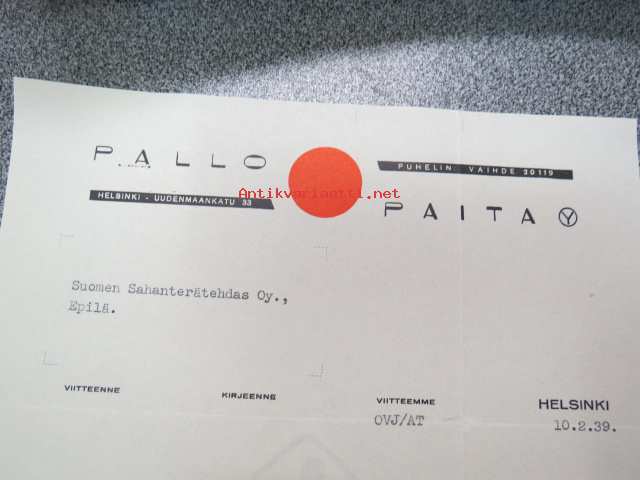 PALLO
PUHELIN VAIHDE 30119
HELSINKI - UUDENMAANKATU 33
Antikvariaatti.net
PAITA OY
Suomen Sahanterätehdas Oy.,
Epilä.
VIITTEENNE
KIRJEENNE
VIITTEEMME
HELSINKI
OVJ/AT
10.2.39.